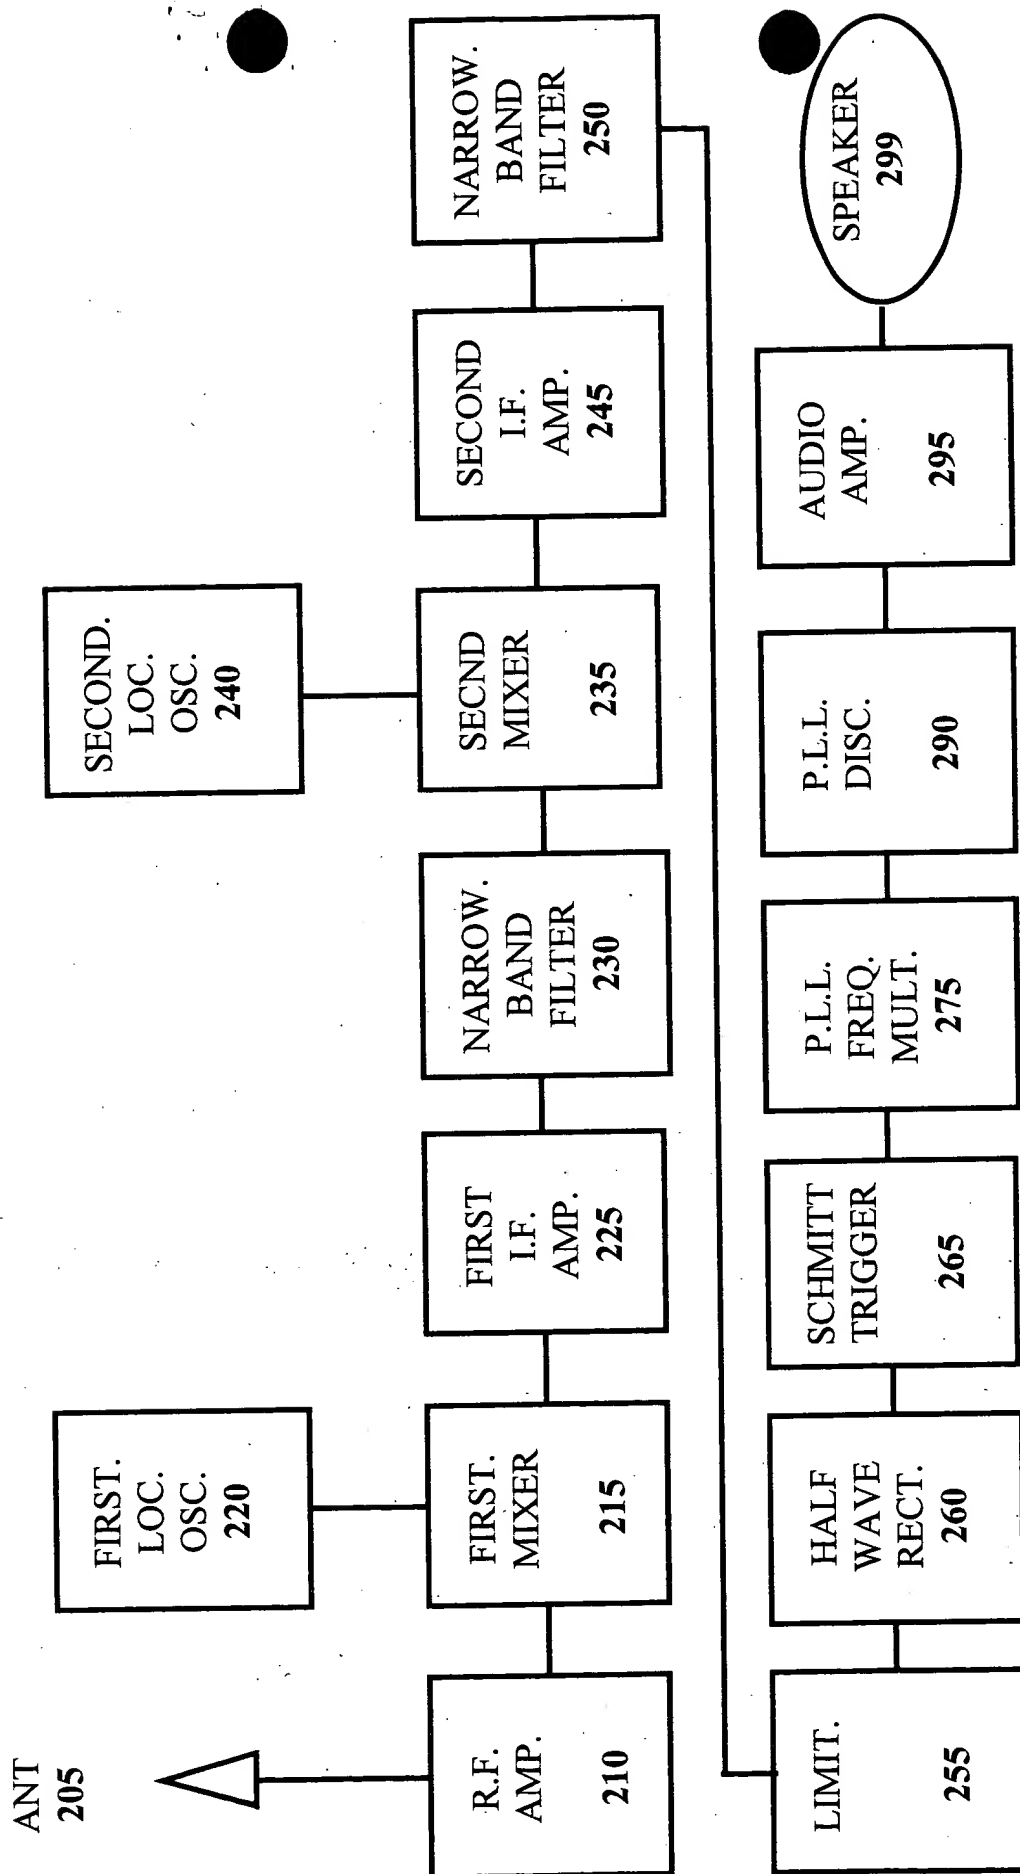 ANT
205
FIRST.
LOC.
OSC.
220
SECOND.
LOC.
OSC.
240
R.F.
AMP.
210
FIRST.
MIXER
215
FIRST
I.F.
AMP.
225
NARROW.
BAND
FILTER
230
SECND
MIXER
235
SECOND
I.F.
AMP.
245
NARROW.
BAND
FILTER
250
LIMIT.
255
HALF
WAVE
RECT.
260
SCHMITT
TRIGGER
265
P.L.L.
FREQ.
MULT.
275
P.L.L.
DISC.
290
AUDIO
AMP.
295
SPEAKER
299